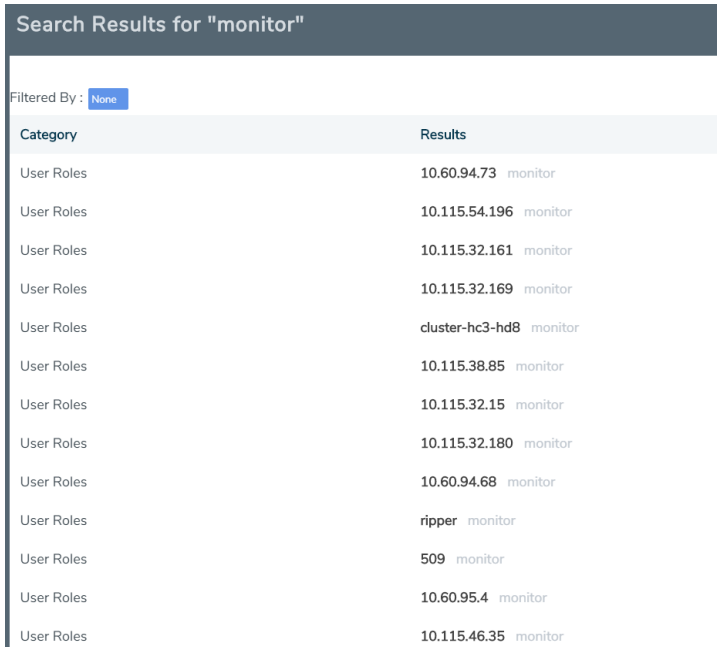 Search Results for "monitor"
Filtered By : None
Category Results
User Roles 10.60.94.73 monitor
User Roles 10.115.54.196 monitor
User Roles 10.115.32.161 monitor
User Roles 10.115.32.169 monitor
User Roles cluster-hc3-hd8 monitor
User Roles 10.115.38.85 monitor
User Roles 10.115.32.15 monitor
User Roles 10.115.32.180 monitor
User Roles 10.60.94.68 monitor
User Roles ripper monitor
User Roles 509 monitor
User Roles 10.60.95.4 monitor
User Roles 10.115.46.35 monitor